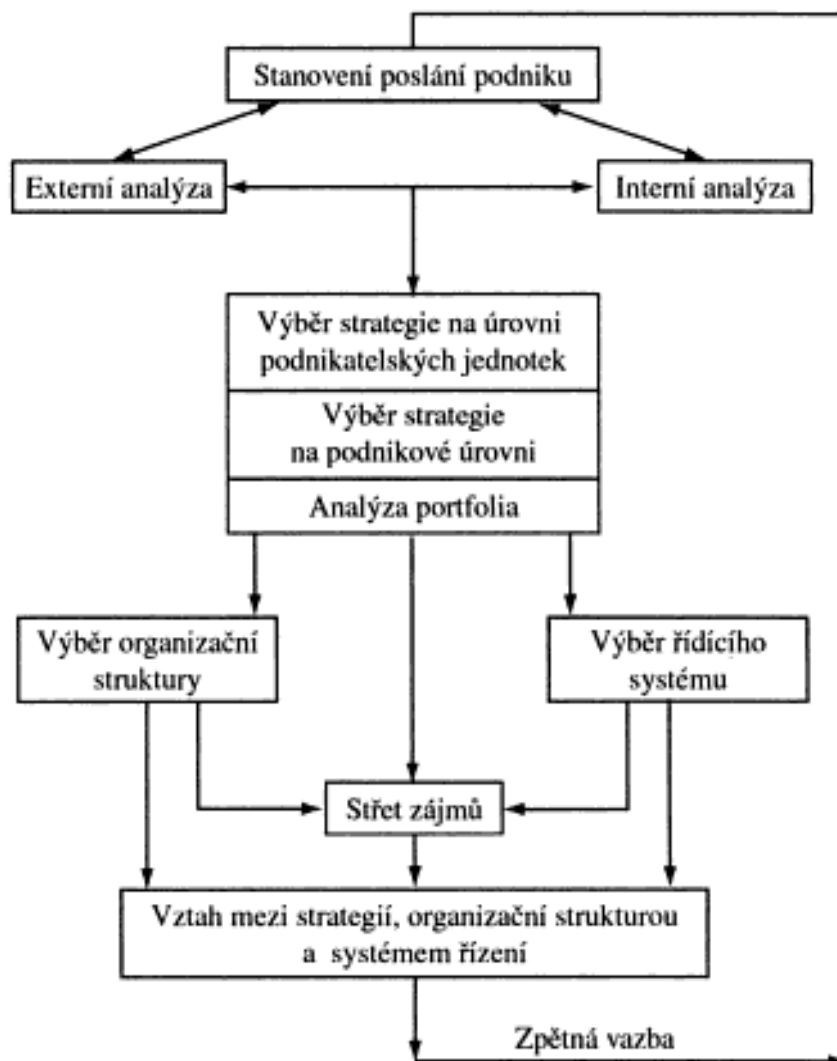 Stanovení poslání podniku
Externí analýza
Interní analýza
Výběr strategie na úrovni
podnikatelských jednotek
Výběr strategie
na podnikové úrovni
Analýza portfolia
Výběr organizační
struktury
Výběr řídícího
systému
Střet zájmů
Vztah mezi strategií, organizační strukturou
a systémem řízení
Zpětná vazba